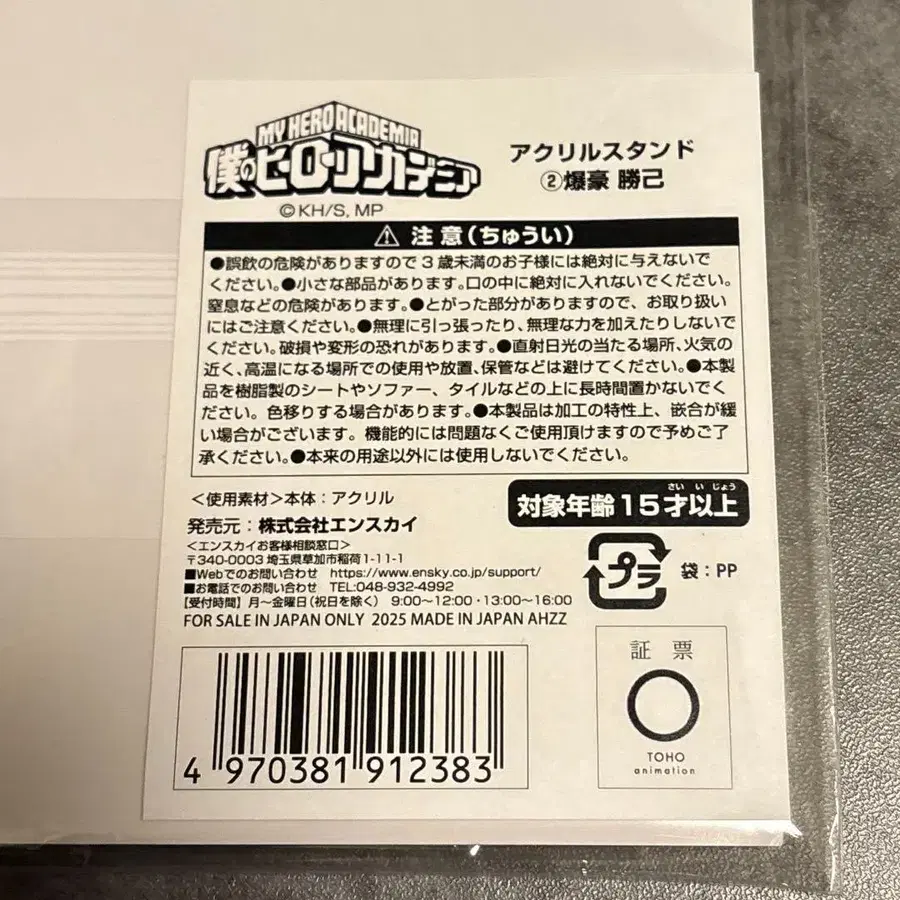 MY HERO ACADEMIA
僕のヒーローアカデミア
©KH/S, MP
アクリルスタンド
②爆豪 勝己
⚠ 注意(ちゅうい)
●誤飲の危険がありますので3歳未満のお子様には絶対に与えないで
ください。●小さな部品があります。口の中に絶対に入れないでください。
窒息などの危険があります。●とがった部分がありますので、お取り扱い
にはご注意ください。●無理に引っ張ったり、無理な力を加えたりしないで
ください。破損や変形の恐れがあります。●直射日光の当たる場所、火気の
近く、高温になる場所での使用や放置、保管などは避けてください。●本製
品を樹脂製のシートやソファー、タイルなどの上に長時間置かないでく
ださい。色移りする場合があります。●本製品は加工の特性上、嵌合が緩
い場合がございます。機能的には問題なくご使用頂けますので予めご了
承ください。●本来の用途以外には使用しないでください。
<使用素材>本体:アクリル
発売元:株式会社エンスカイ
<エンスカイお客様相談窓口>
〒340-0003 埼玉県草加市稲荷1-11-1
■Webでのお問い合わせ https://www.ensky.co.jp/support/
■お電話でのお問い合わせ TEL:048-932-4992
【受付時間】月〜金曜日(祝日を除く) 9:00〜12:00・13:00〜16:00
FOR SALE IN JAPAN ONLY 2025 MADE IN JAPAN AHZZ
さい いじょう
対象年齢15才以上
プラ
袋:PP
4 970381 912383
証票
TOHO
animation